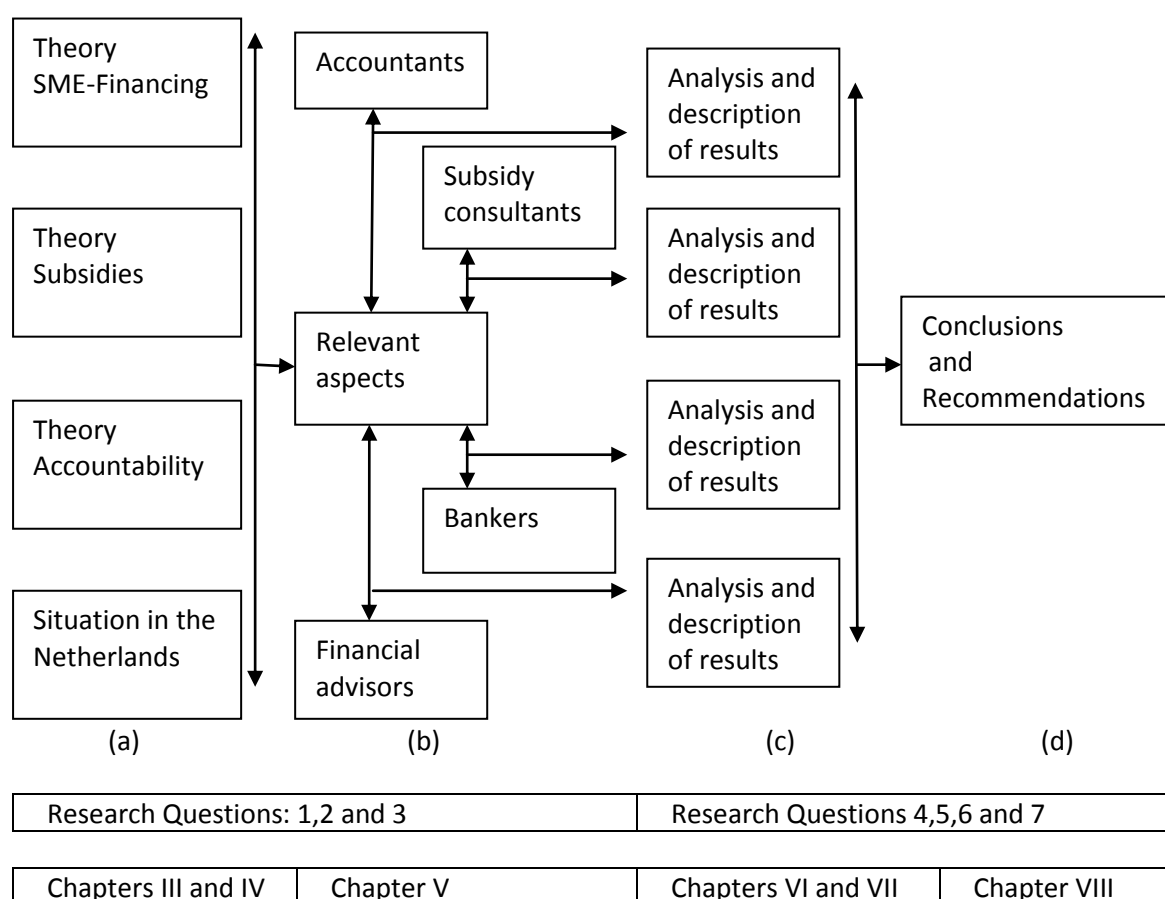 Theory
SME-Financing
Theory
Subsidies
Theory
Accountability
Situation in the
Netherlands
Accountants
Subsidy
consultants
Relevant
aspects
Bankers
Financial
advisors
Analysis and
description
of results
Analysis and
description
of results
Analysis and
description
of results
Analysis and
description
of results
Conclusions
and
Recommendations
(a) (b) (c) (d)
Research Questions: 1,2 and 3 Research Questions 4,5,6 and 7
Chapters III and IV Chapter V Chapters VI and VII Chapter VIII